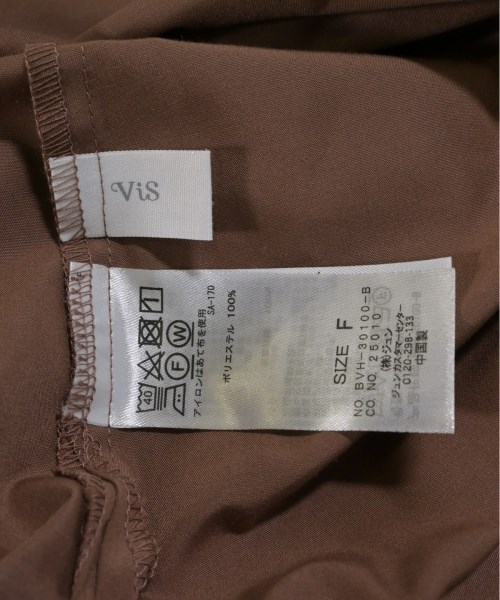 ViS
40
F W
アイロンはあて布を使用
SA-170
ポリエステル 100%
SIZE F
NO. BVH-30100-B
CO. NO. 25010
(株)ジュン
ジュン カスタマーセンター
0120-298-133
中国製